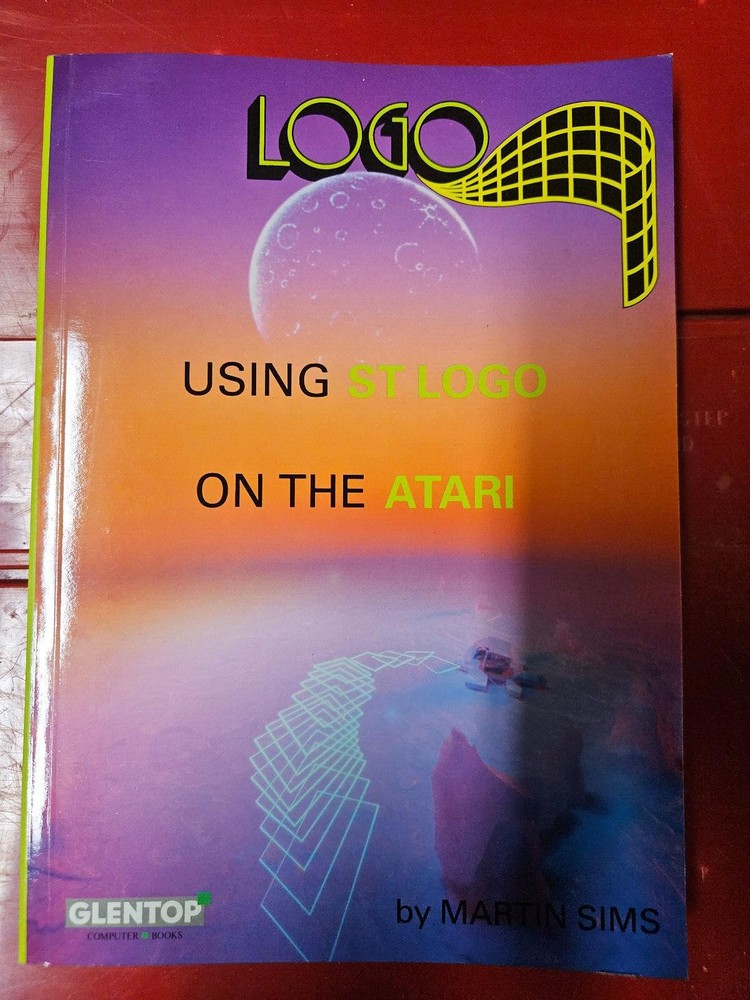 LOGO
USING ST LOGO
ON THE ATARI
by MARTIN SIMS
GLENTOP
COMPUTER BOOKS